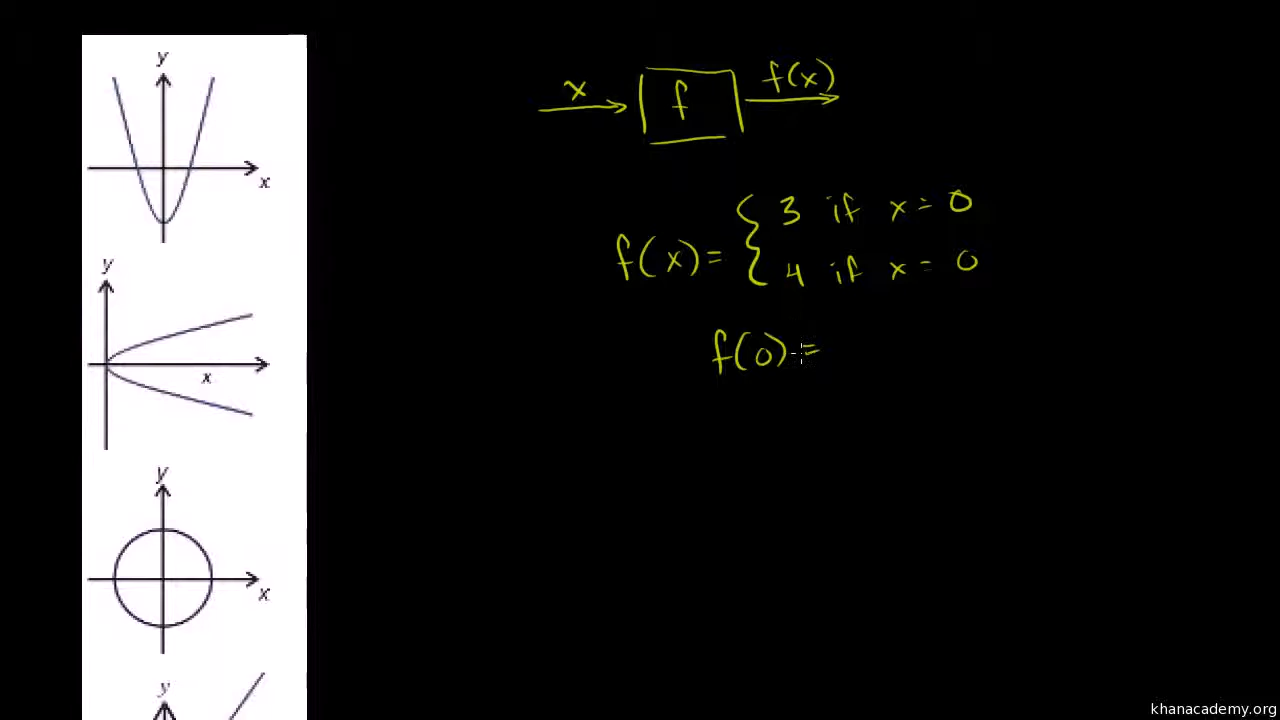 y
x
y
x
y
x
y
x f f(x)
f(x) = { 3 if x = 0
4 if x = 0
f(0) =
khanacademy.org